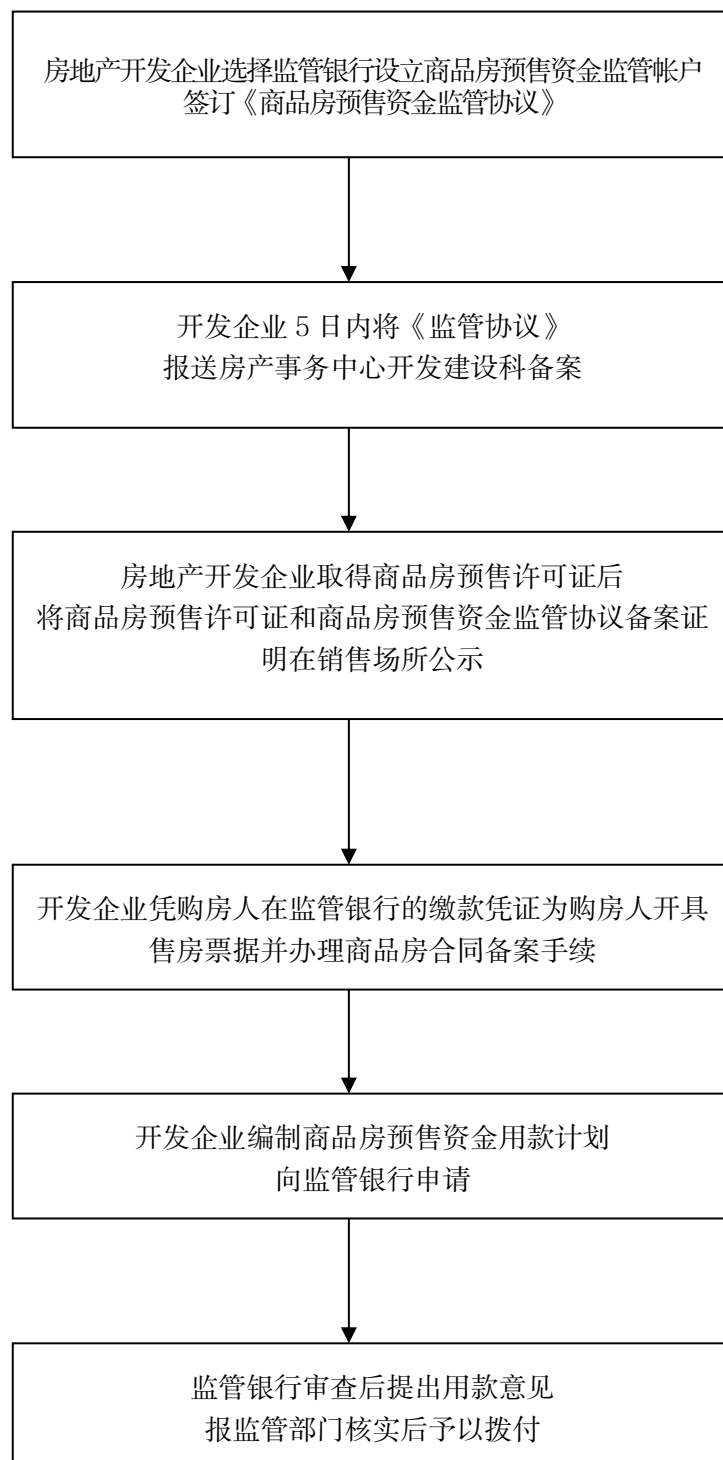 房地产开发企业选择监管银行设立商品房预售资金监管帐户
签订《商品房预售资金监管协议》
开发企业 5 日内将《监管协议》
报送房产事务中心开发建设科备案
房地产开发企业取得商品房预售许可证后
将商品房预售许可证和商品房预售资金监管协议备案证
明在销售场所公示
开发企业凭购房人在监管银行的缴款凭证为购房人开具
售房票据并办理商品房合同备案手续
开发企业编制商品房预售资金用款计划
向监管银行申请
监管银行审查后提出用款意见
报监管部门核实后予以拨付